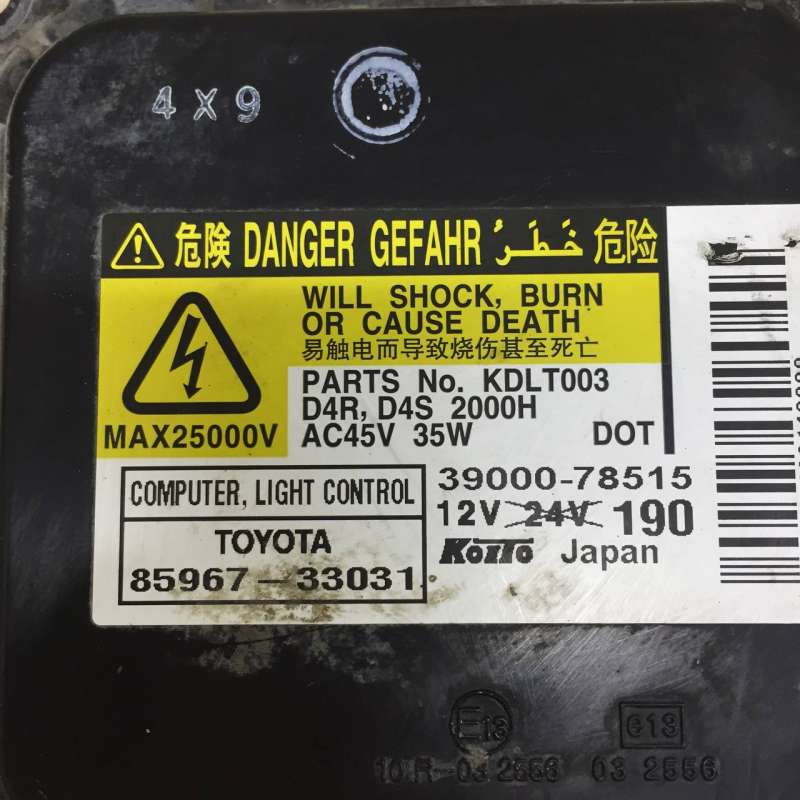 4 X 9
危険 DANGER GEFAHR خَطَرُ 危险
WILL SHOCK, BURN
OR CAUSE DEATH
易触电而导致烧伤甚至死亡
MAX25000V
PARTS No. KDLT003
D4R, D4S 2000H
AC45V 35W DOT
COMPUTER, LIGHT CONTROL
TOYOTA
85967-33031
39000-78515
12V 24V 190
KOITO Japan
E13 e13
10 R-03 2556 03 2556